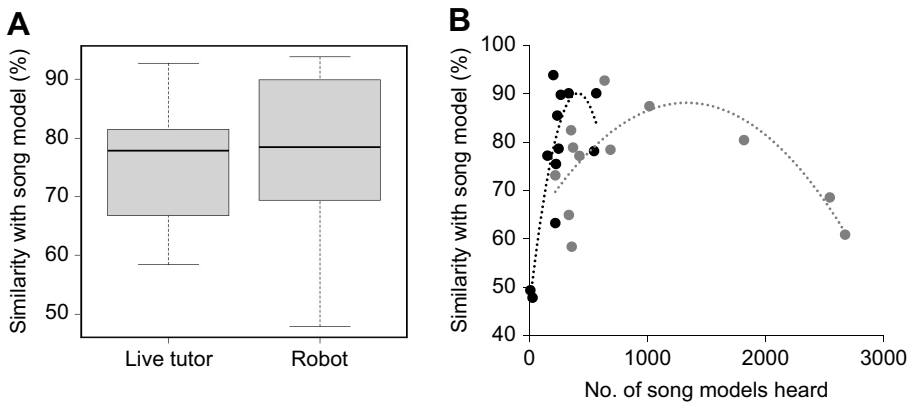 A
Similarity with song model (%)
90
80
70
60
50
Live tutor
Robot
B
Similarity with song model (%)
100
90
80
70
60
50
40
0
1000
2000
3000
No. of song models heard